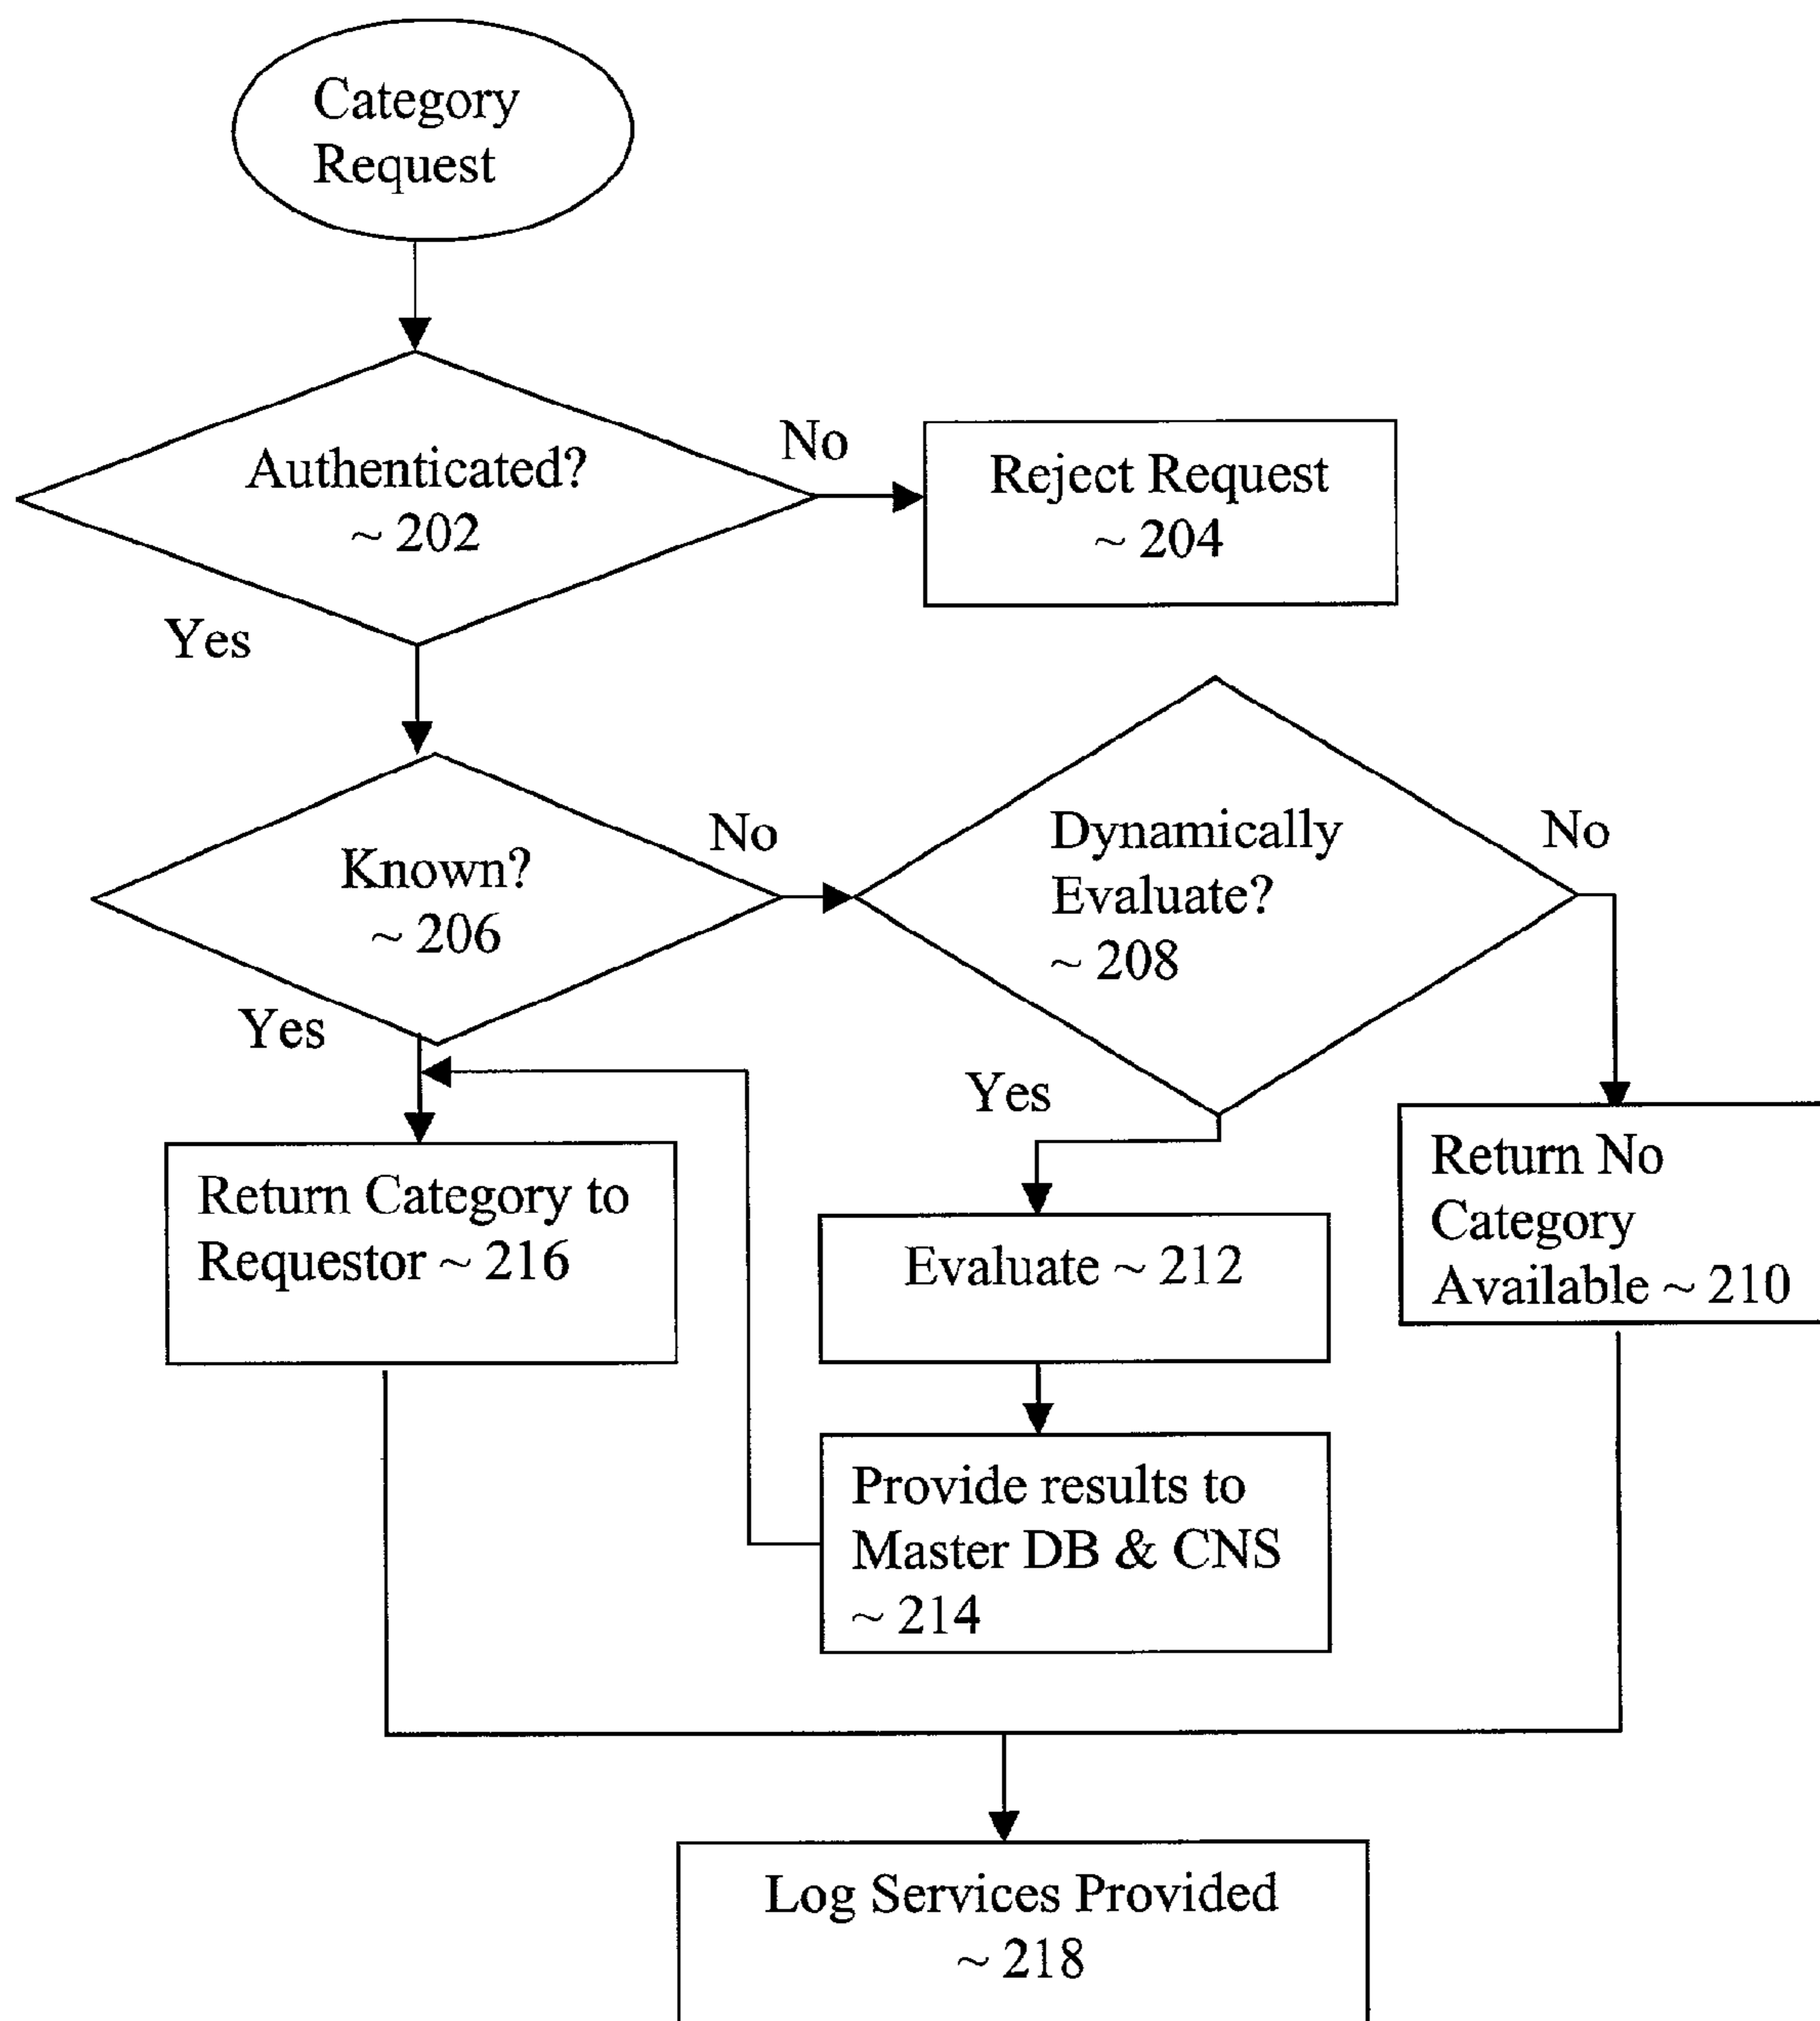 Category
Request
Authenticated?
~ 202
No
Reject Request
~ 204
Yes
Known?
~ 206
No
Dynamically
Evaluate?
~ 208
No
Yes
Yes
Return Category to
Requestor ~ 216
Evaluate ~ 212
Return No
Category
Available ~ 210
Provide results to
Master DB & CNS
~ 214
Log Services Provided
~ 218